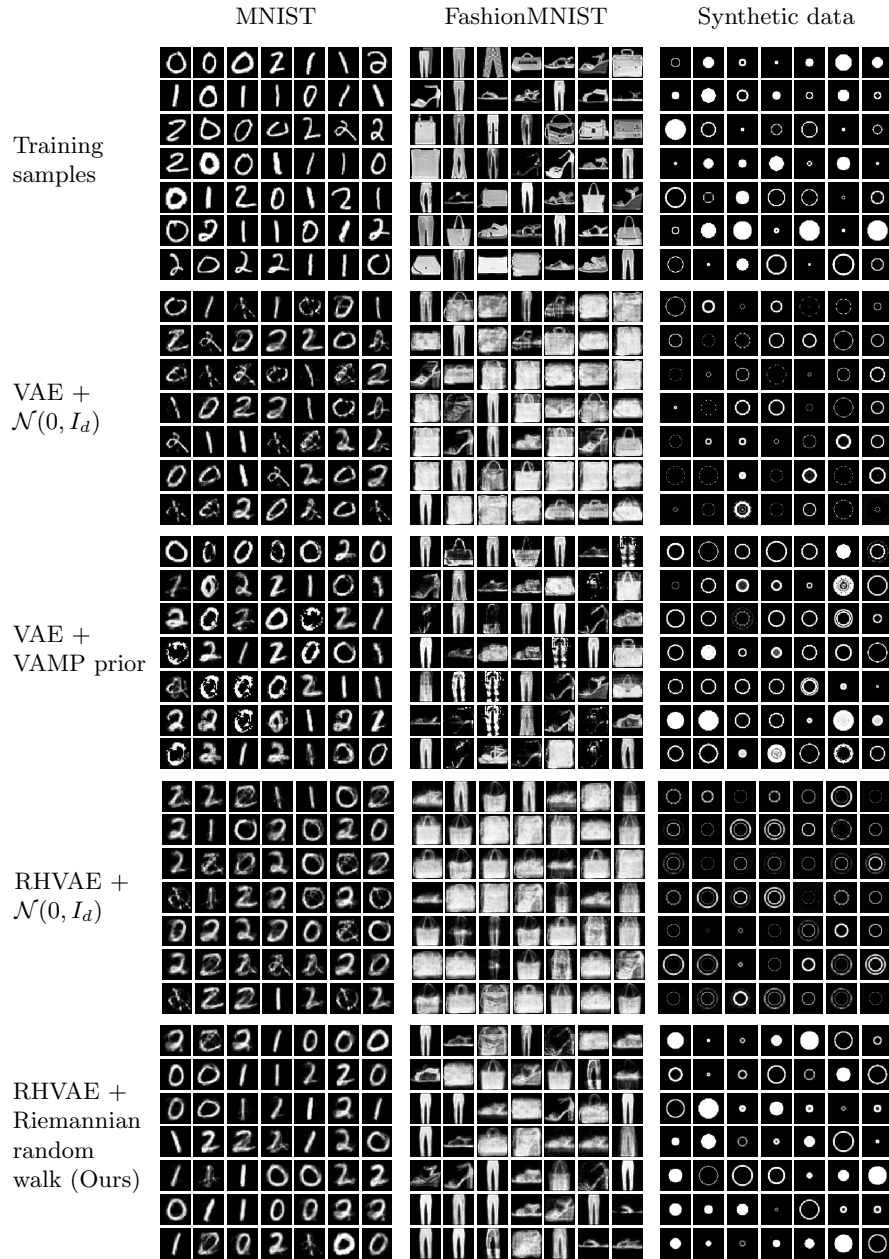 MNIST FashionMNIST Synthetic data
Training
samples
VAE +
𝒩(0, I_d)
VAE +
VAMP prior
RHVAE +
𝒩(0, I_d)
RHVAE +
Riemannian
random
walk (Ours)